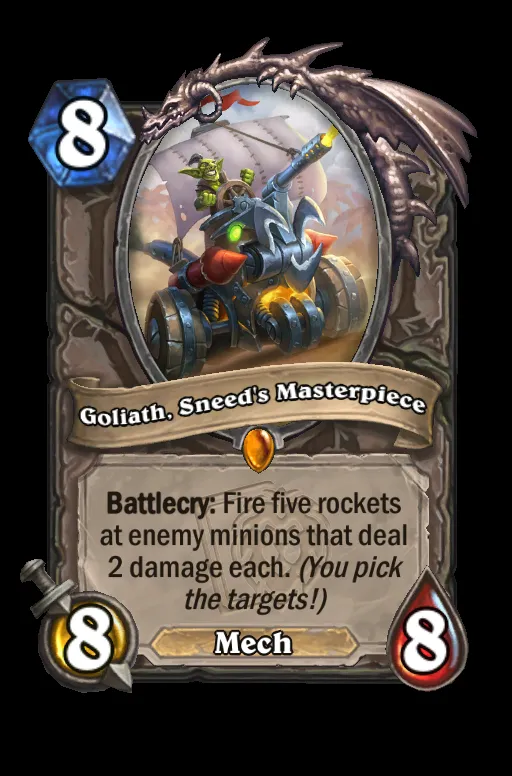 8
Goliath, Sneed's Masterpiece
Battlecry: Fire five rockets
at enemy minions that deal
2 damage each. (You pick
the targets!)
8
Mech
8